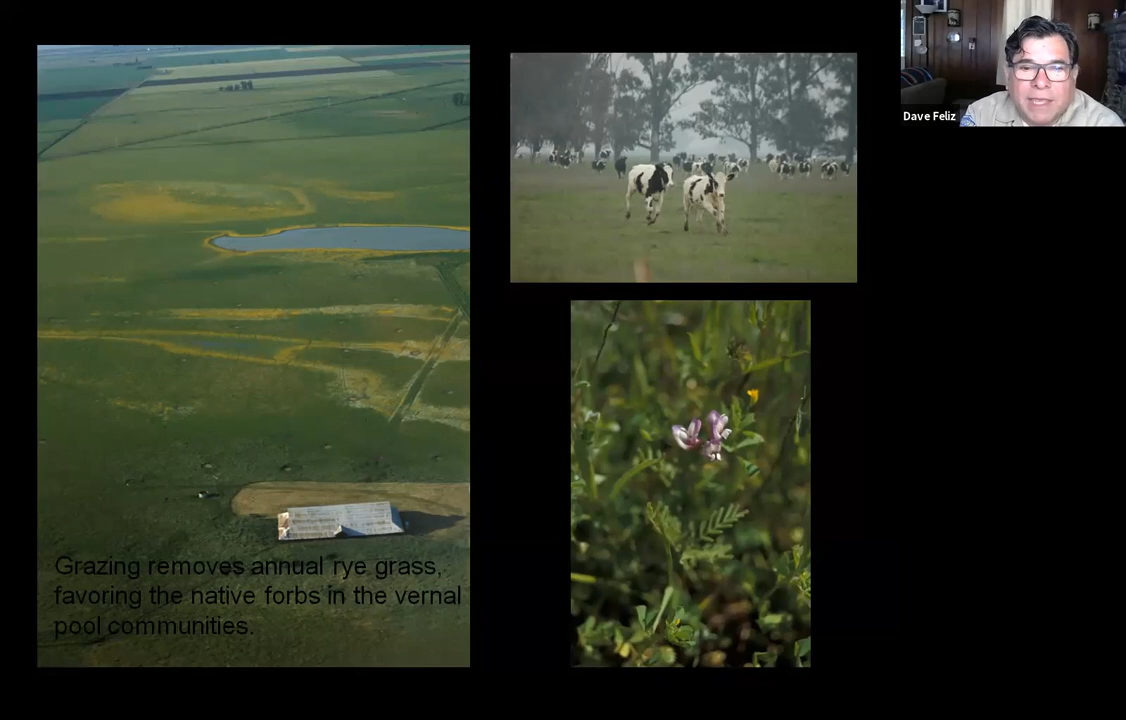 Dave Feliz
Grazing removes annual rye grass,
favoring the native forbs in the vernal
pool communities.